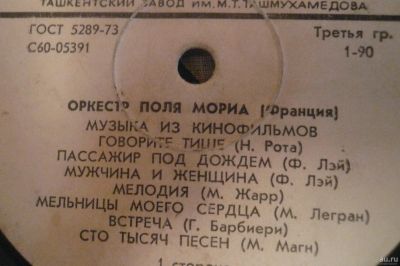 ТАШКЕНТСКИЙ ЗАВОД ИМ. М.Т. ТАШМУХАМЕДОВА
ГОСТ 5289-73
С60-05391
Третья гр.
1-90
ОРКЕСТР ПОЛЯ МОРИА (Франция)
МУЗЫКА ИЗ КИНОФИЛЬМОВ
ГОВОРИТЕ ТИШЕ (Н. Рота)
ПАССАЖИР ПОД ДОЖДЕМ (Ф. Лэй)
МУЖЧИНА И ЖЕНЩИНА (Ф. Лэй)
МЕЛОДИЯ (М. Жарр)
МЕЛЬНИЦЫ МОЕГО СЕРДЦА (М. Легран)
ВСТРЕЧА (Г. Барбиери)
СТО ТЫСЯЧ ПЕСЕН (М. Магн)
1 сторона